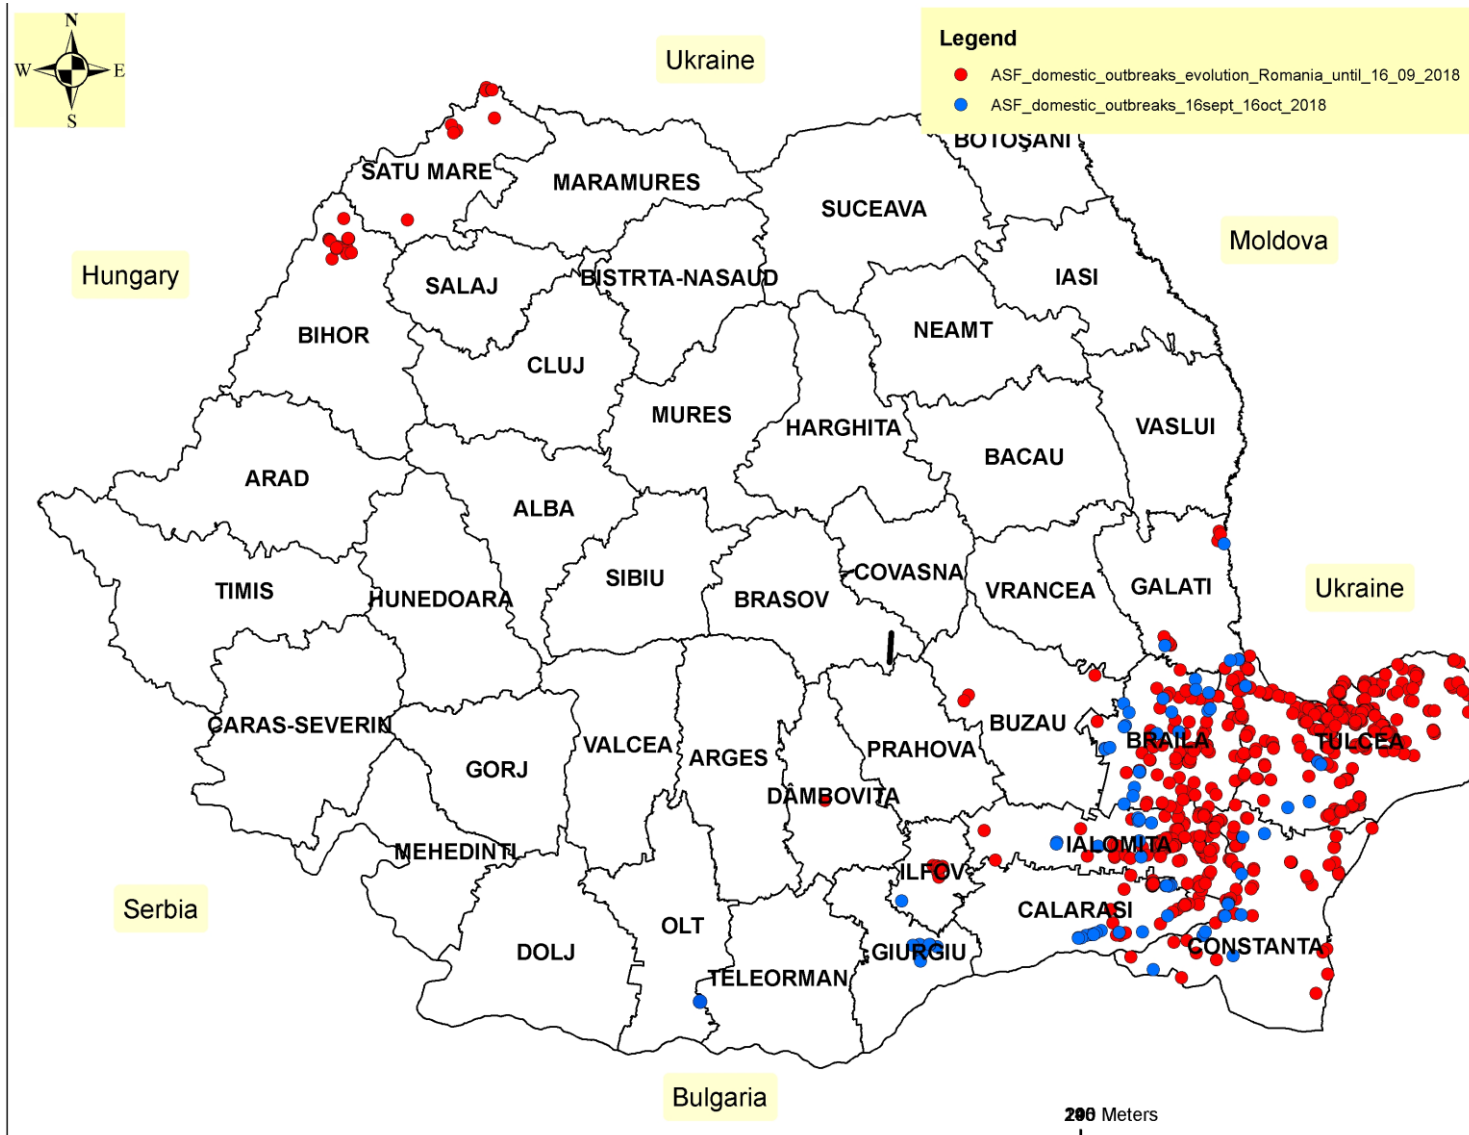 N
W E
S
Ukraine
Legend
ASF_domestic_outbreaks_evolution_Romania_until_16_09_2018
ASF_domestic_outbreaks_16sept_16oct_2018
BOTOŞANI
SATU MARE
MARAMURES
SUCEAVA
Moldova
Hungary
SALAJ
BISTRTA-NASAUD
IASI
BIHOR
NEAMT
CLUJ
MURES
HARGHITA
VASLUI
BACAU
ARAD
ALBA
SIBIU
COVASNA
TIMIS
HUNEDOARA
BRASOV
VRANCEA
GALATI
Ukraine
CARAS-SEVERIN
VALCEA
ARGES
PRAHOVA
BUZAU
BRAILA
TULCEA
GORJ
DÂMBOVITA
MEHEDINTI
IALOMITA
ILFOV
Serbia
OLT
CALARASI
DOLJ
TELEORMAN
GIURGIU
CONSTANTA
Bulgaria
Meters